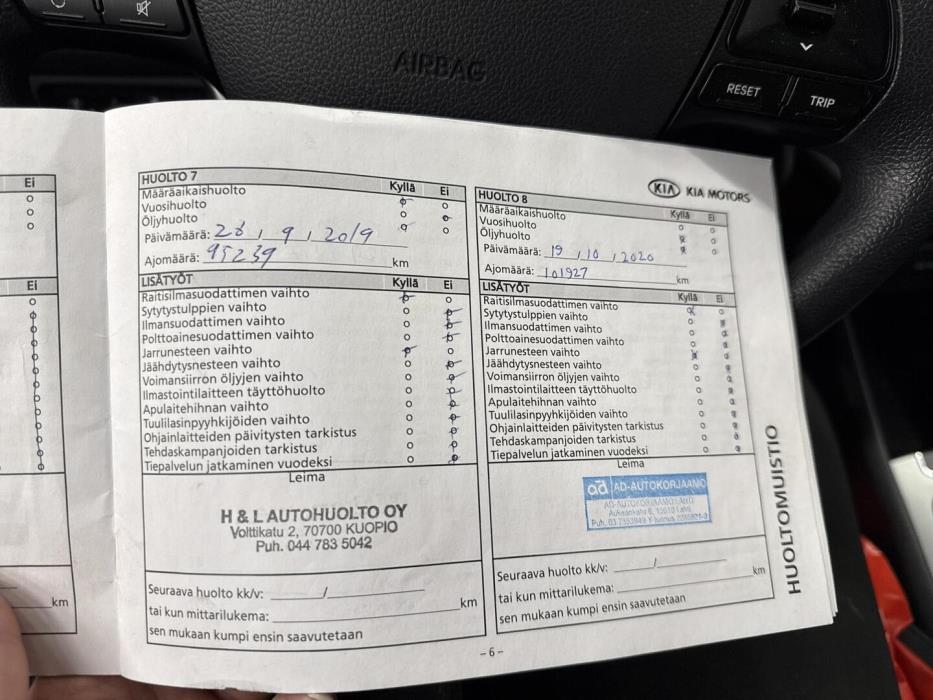 AIRBAG
RESET
TRIP
Ei
Ei
km
HUOLTO 7
Kyllä Ei
Määräaikaishuolto
Vuosihuolto
Öljyhuolto
Päivämäärä: 28 / 9 / 2019
Ajomäärä: 95239 km
LISÄTYÖT Kyllä Ei
Raitisilmasuodattimen vaihto
Sytytystulppien vaihto
Ilmansuodattimen vaihto
Polttoainesuodattimen vaihto
Jarrunesteen vaihto
Jäähdytysnesteen vaihto
Voimansiirron öljyjen vaihto
Ilmastointilaitteen täyttöhuolto
Apulaitehihnan vaihto
Tuulilasinpyyhkijöiden vaihto
Ohjainlaitteiden päivitysten tarkistus
Tehdaskampanjoiden tarkistus
Tiepalvelun jatkaminen vuodeksi
Leima
H & L AUTOHUOLTO OY
Volttikatu 2, 70700 KUOPIO
Puh. 044 783 5042
Seuraava huolto kk/v: /
tai kun mittarilukema: km
sen mukaan kumpi ensin saavutetaan
KIA KIA MOTORS
HUOLTO 8
Kyllä Ei
Määräaikaishuolto
Vuosihuolto
Öljyhuolto
Päivämäärä: 19 / 10 / 2020
Ajomäärä: 101927 km
LISÄTYÖT Kyllä Ei
Raitisilmasuodattimen vaihto
Sytytystulppien vaihto
Ilmansuodattimen vaihto
Polttoainesuodattimen vaihto
Jarrunesteen vaihto
Jäähdytysnesteen vaihto
Voimansiirron öljyjen vaihto
Ilmastointilaitteen täyttöhuolto
Apulaitehihnan vaihto
Tuulilasinpyyhkijöiden vaihto
Ohjainlaitteiden päivitysten tarkistus
Tehdaskampanjoiden tarkistus
Tiepalvelun jatkaminen vuodeksi
Leima
ad AD-AUTOKORJAAMO
Puh. 03
Seuraava huolto kk/v: /
tai kun mittarilukema: km
sen mukaan kumpi ensin saavutetaan
HUOLTOMUISTIO
- 6 -